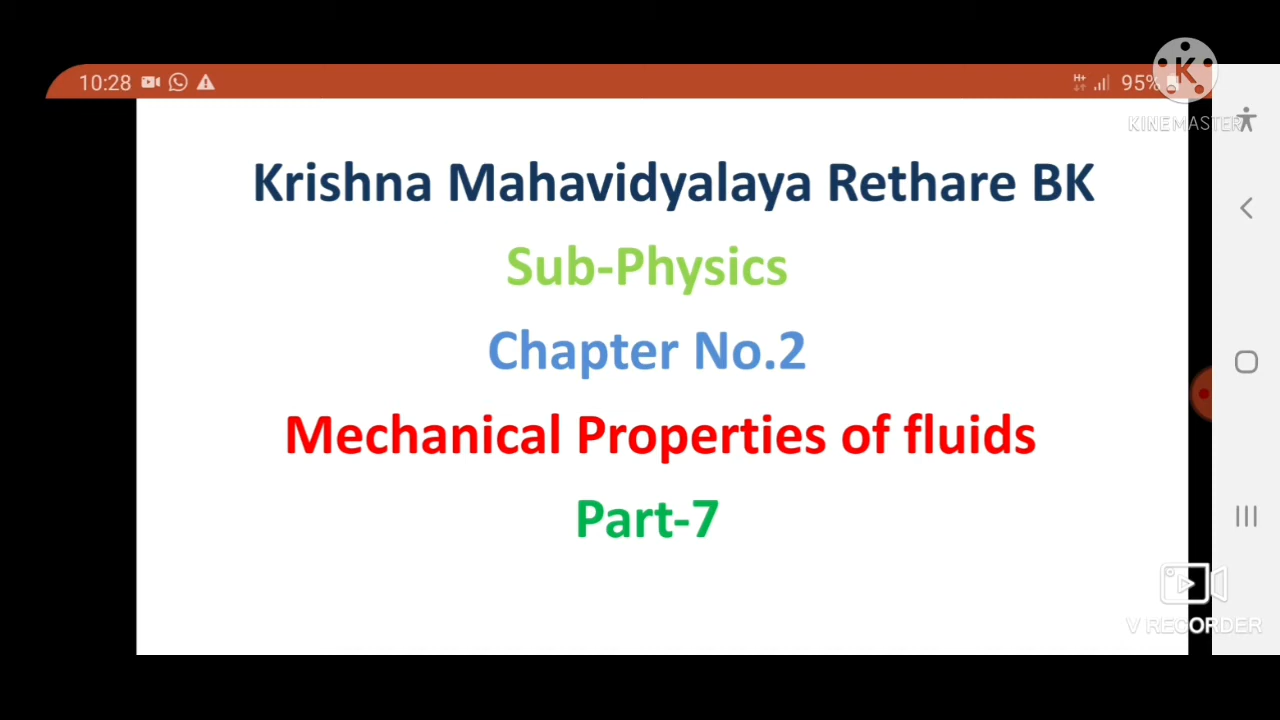 10:28
H+ 95%
KINEMASTER
Krishna Mahavidyalaya Rethare BK
Sub-Physics
Chapter No.2
Mechanical Properties of fluids
Part-7
V RECORDER